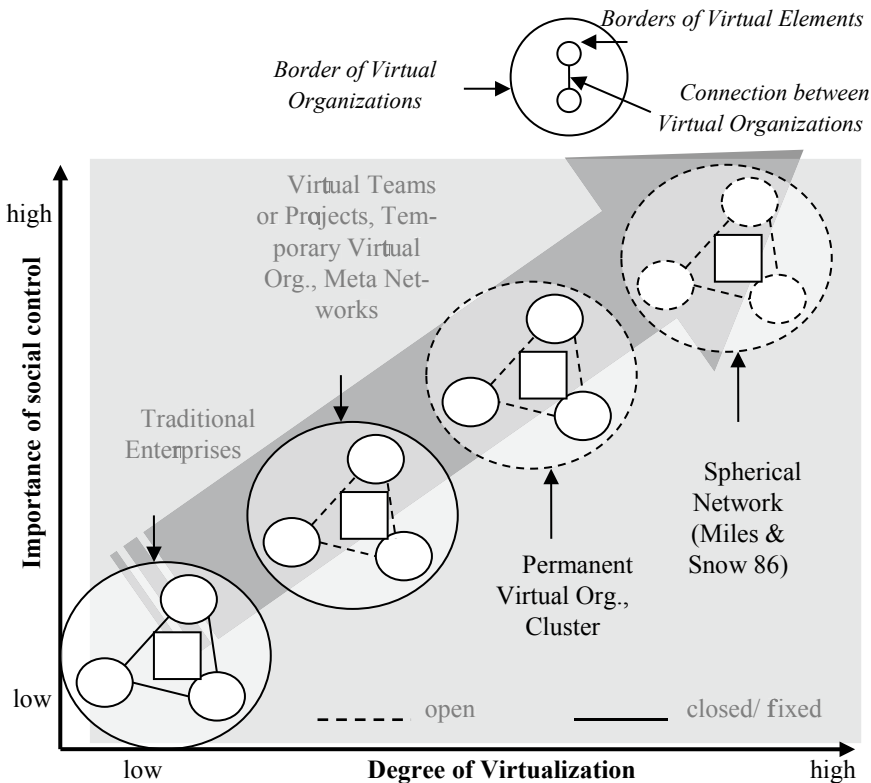 Borders of Virtual Elements
Border of Virtual
Organizations
Connection between
Virtual Organizations
Importance of social control
high
low
Virtual Teams
or Projects, Tem-
porary Virtual
Org., Meta Net-
works
Traditional
Enterprises
Spherical
Network
(Miles &
Snow 86)
Permanent
Virtual Org.,
Cluster
open
closed/ fixed
low
Degree of Virtualization
high